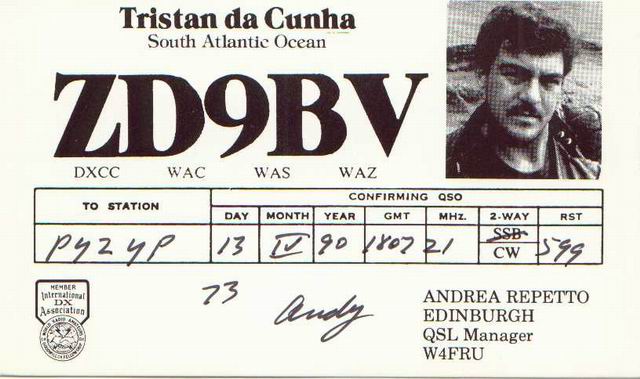 Tristan da Cunha
South Atlantic Ocean
ZD9BV
DXCC WAC WAS WAZ
TO STATION
CONFIRMING QSO
DAY MONTH YEAR GMT MHZ. 2-WAY RST
PY2YP 13 IV 90 1807 21 SSB CW 599
MEMBER
International
DX
Association
73 Andy
ANDREA REPETTO
EDINBURGH
QSL Manager
W4FRU